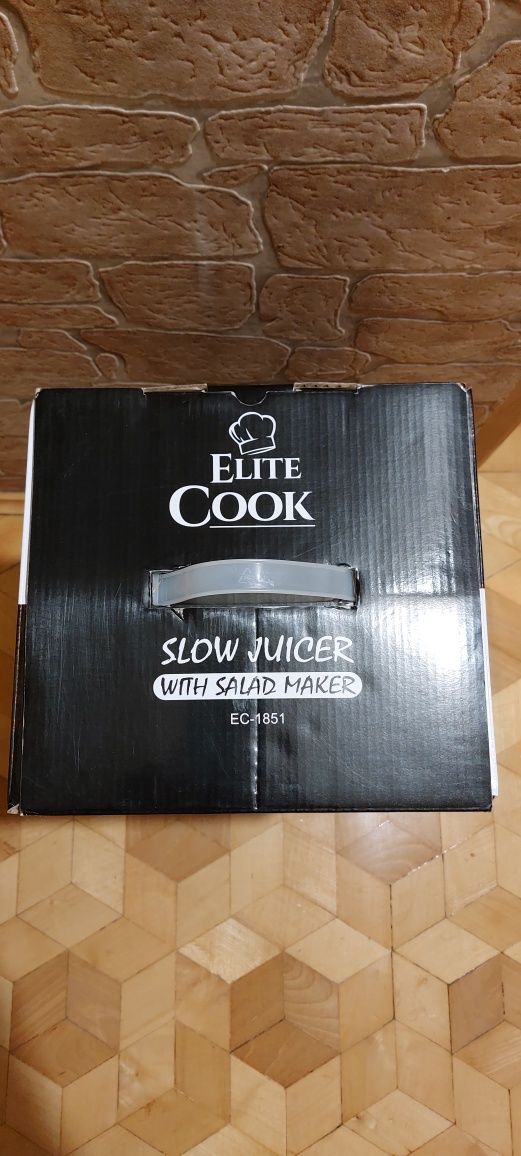 ELITE
COOK
SLOW JUICER
WITH SALAD MAKER
EC-1851